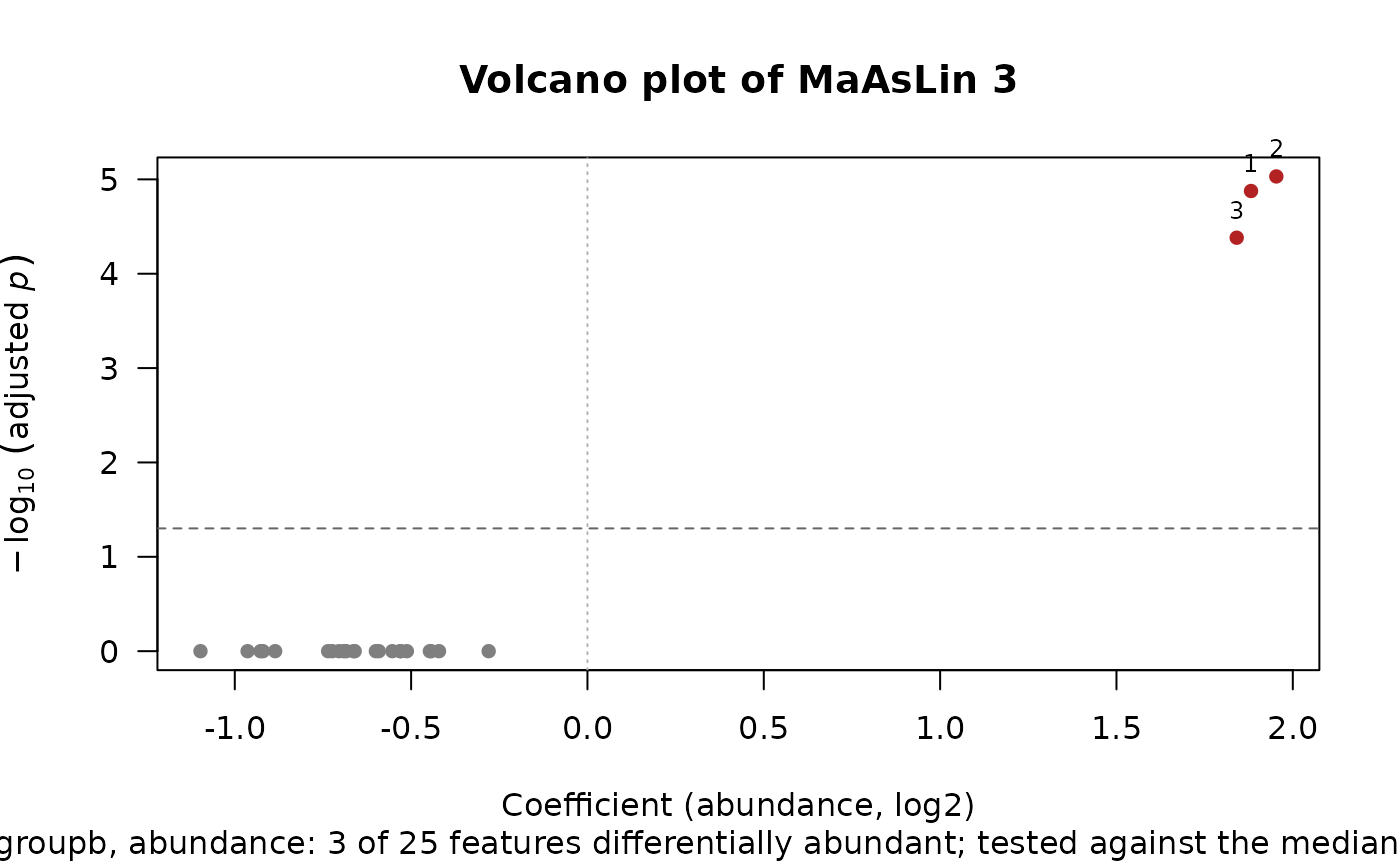 Volcano plot of MaAsLin 3
− log10 (adjusted p)
5
4
3
2
1
0
1
2
3
-1.0 -0.5 0.0 0.5 1.0 1.5 2.0
Coefficient (abundance, log2)
groupb, abundance: 3 of 25 features differentially abundant; tested against the median